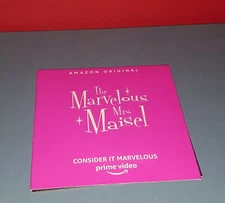 AMAZON ORIGINAL
The
Marvelous
Mrs.
Maisel
CONSIDER IT MARVELOUS
prime video